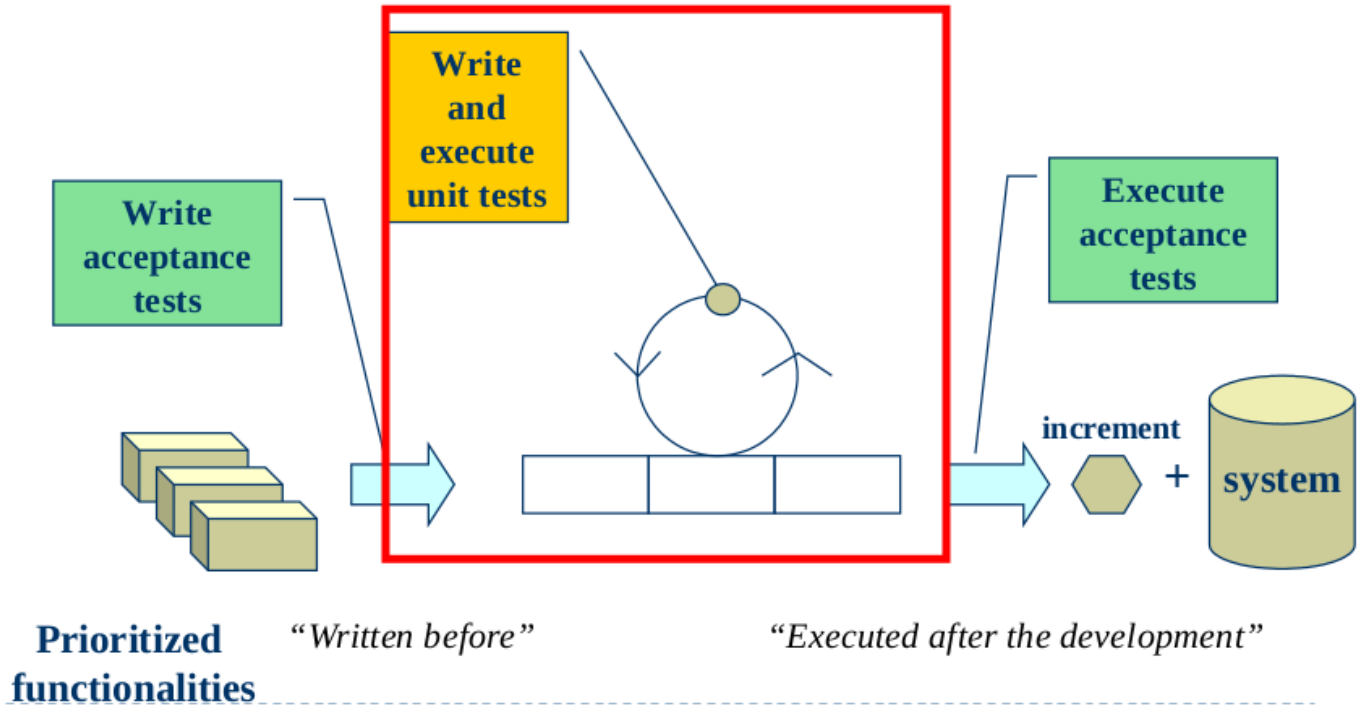 Write
and
execute
unit tests
Write
acceptance
tests
Execute
acceptance
tests
increment
+
system
Prioritized
functionalities
“Written before”
“Executed after the development”